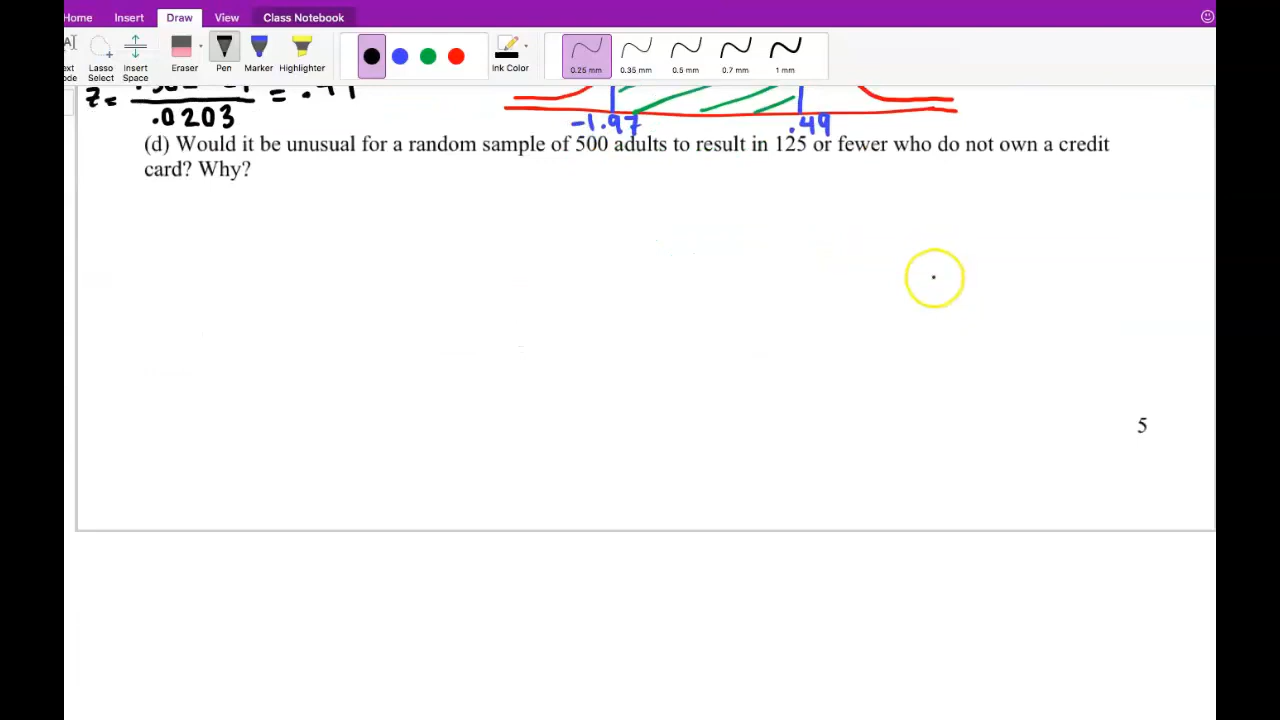 Home Insert Draw View Class Notebook
Lasso Select
Insert Space
Eraser
Pen
Marker
Highlighter
Ink Color
0.25 mm 0.35 mm 0.5 mm 0.7 mm 1 mm
z =
.0203
=
-1.97 .49
(d) Would it be unusual for a random sample of 500 adults to result in 125 or fewer who do not own a credit
card? Why?
5